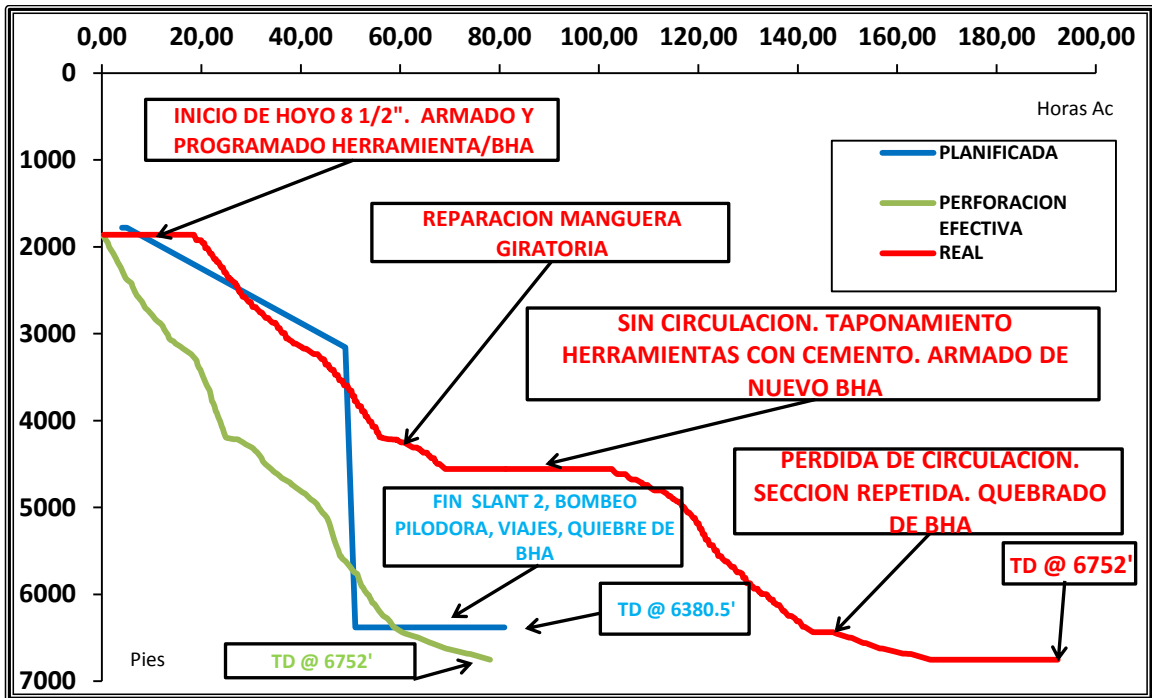 0,00 20,00 40,00 60,00 80,00 100,00 120,00 140,00 160,00 180,00 200,00
0
1000
2000
3000
4000
5000
6000
7000
Horas Ac
Pies
INICIO DE HOYO 8 1/2". ARMADO Y
PROGRAMADO HERRAMIENTA/BHA
PLANIFICADA
PERFORACION
EFECTIVA
REAL
REPARACION MANGUERA
GIRATORIA
SIN CIRCULACION. TAPONAMIENTO
HERRAMIENTAS CON CEMENTO. ARMADO DE
NUEVO BHA
PERDIDA DE CIRCULACION.
SECCION REPETIDA. QUEBRADO
DE BHA
FIN SLANT 2, BOMBEO
PILODORA, VIAJES, QUIEBRE DE
BHA
TD @ 6752'
TD @ 6380.5'
TD @ 6752'